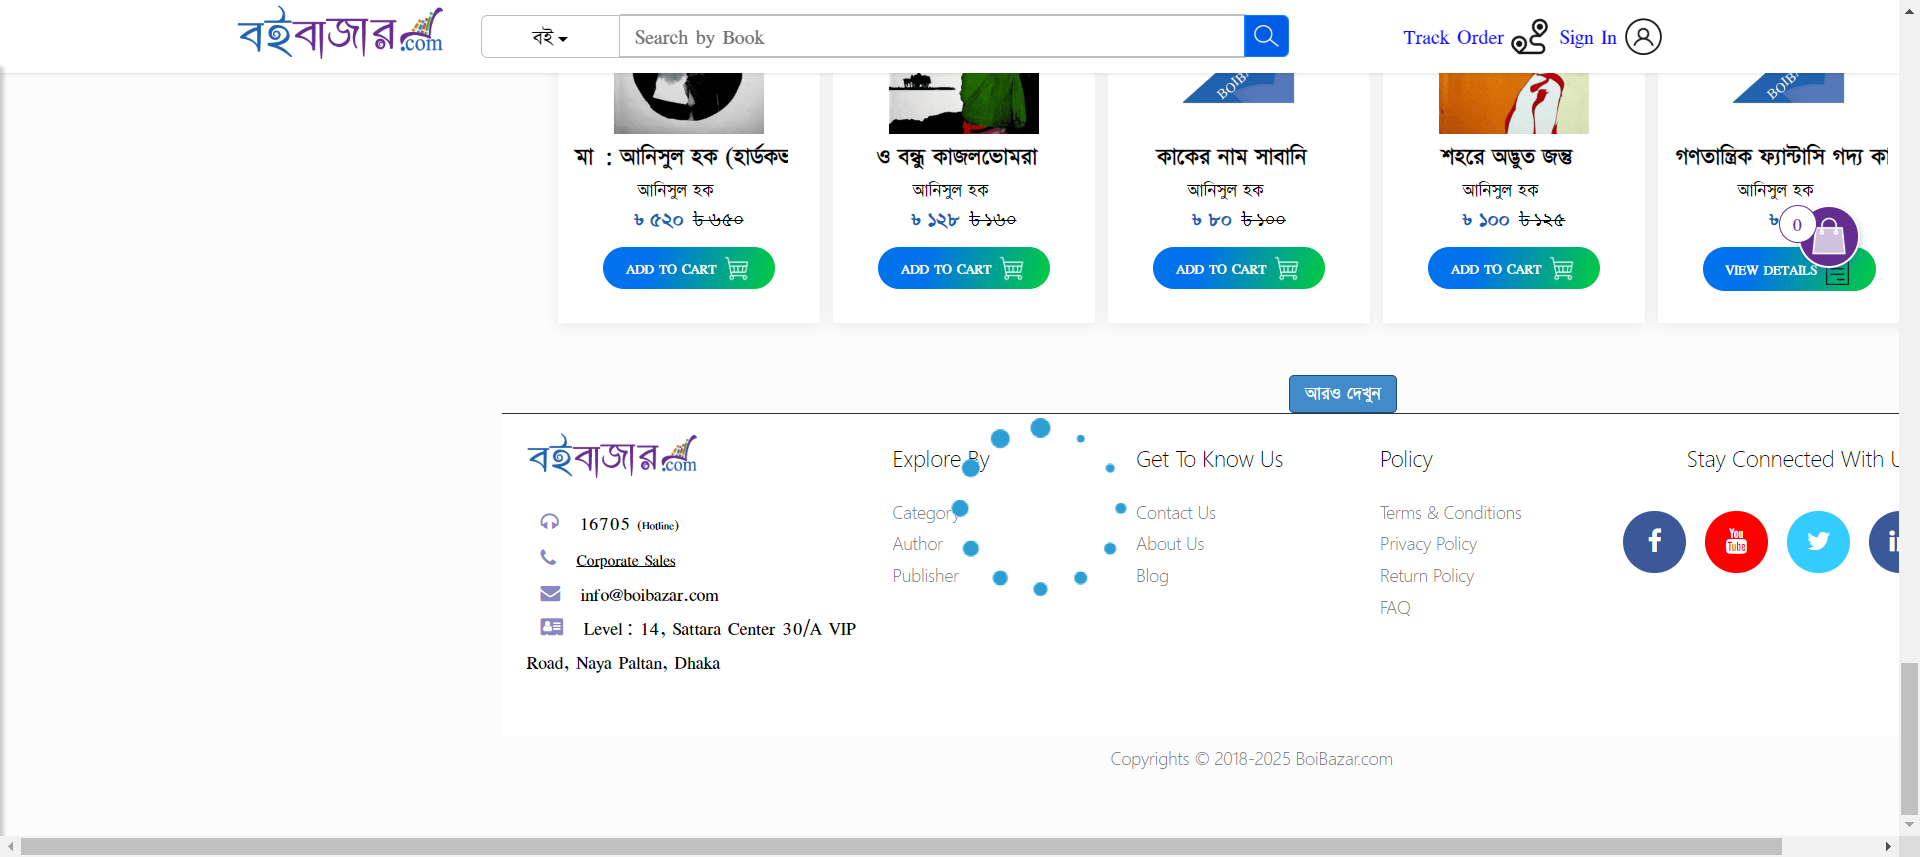 বইবাজার.com
বই
Search by Book
Track Order
Sign In
BOIB
BOIB
মা : আনিসুল হক (হার্ডকভ
ও বন্ধু কাজলভোমরা
কাকের নাম সাবানি
শহরে অদ্ভুত জন্তু
গণতান্ত্রিক ফ্যান্টাসি গদ্য কা
আনিসুল হক
আনিসুল হক
আনিসুল হক
আনিসুল হক
আনিসুল হক
৳ ৫২০ ৳ ৬৫০
৳ ১২৮ ৳ ১৬০
৳ ৮০ ৳ ১০০
৳ ১০০ ৳ ১২৫
৳
0
ADD TO CART
ADD TO CART
ADD TO CART
ADD TO CART
VIEW DETAILS
আরও দেখুন
বইবাজার.com
16705 (Hotline)
Corporate Sales
info@boibazar.com
Level : 14, Sattara Center 30/A VIP
Road, Naya Paltan, Dhaka
Explore By
Category
Author
Publisher
Get To Know Us
Contact Us
About Us
Blog
Policy
Terms & Conditions
Privacy Policy
Return Policy
FAQ
Stay Connected With U
You
Tube
Copyrights © 2018-2025 BoiBazar.com